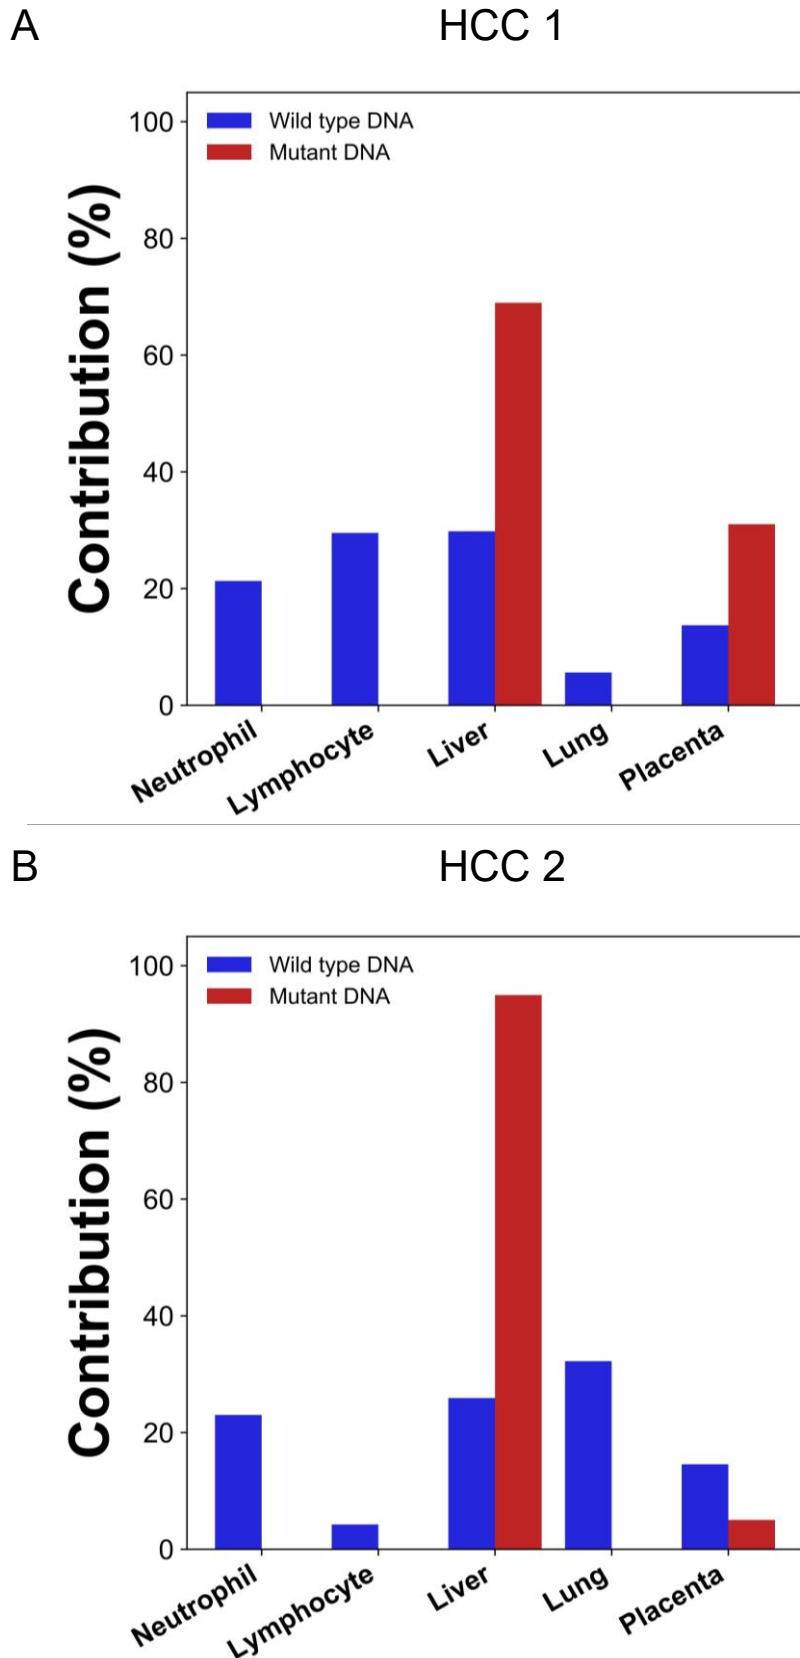 A
HCC 1
Wild type DNA
Mutant DNA
Contribution (%)
100
80
60
40
20
0
Neutrophil
Lymphocyte
Liver
Lung
Placenta
B
HCC 2
Wild type DNA
Mutant DNA
Contribution (%)
100
80
60
40
20
0
Neutrophil
Lymphocyte
Liver
Lung
Placenta